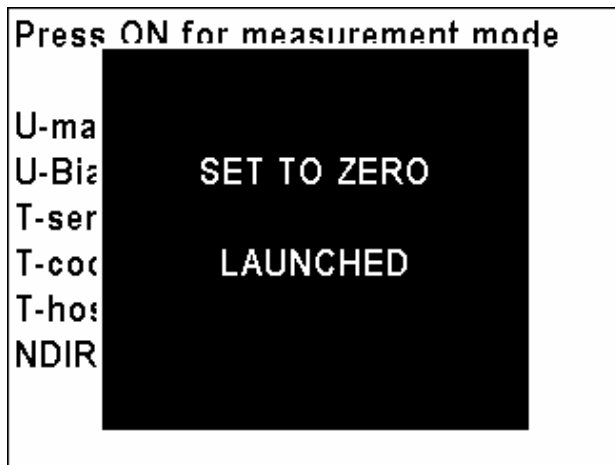 Press ON for measurement mode
U-ma
U-Bia
SET TO ZERO
T-ser
T-coo
LAUNCHED
T-hos
NDIR